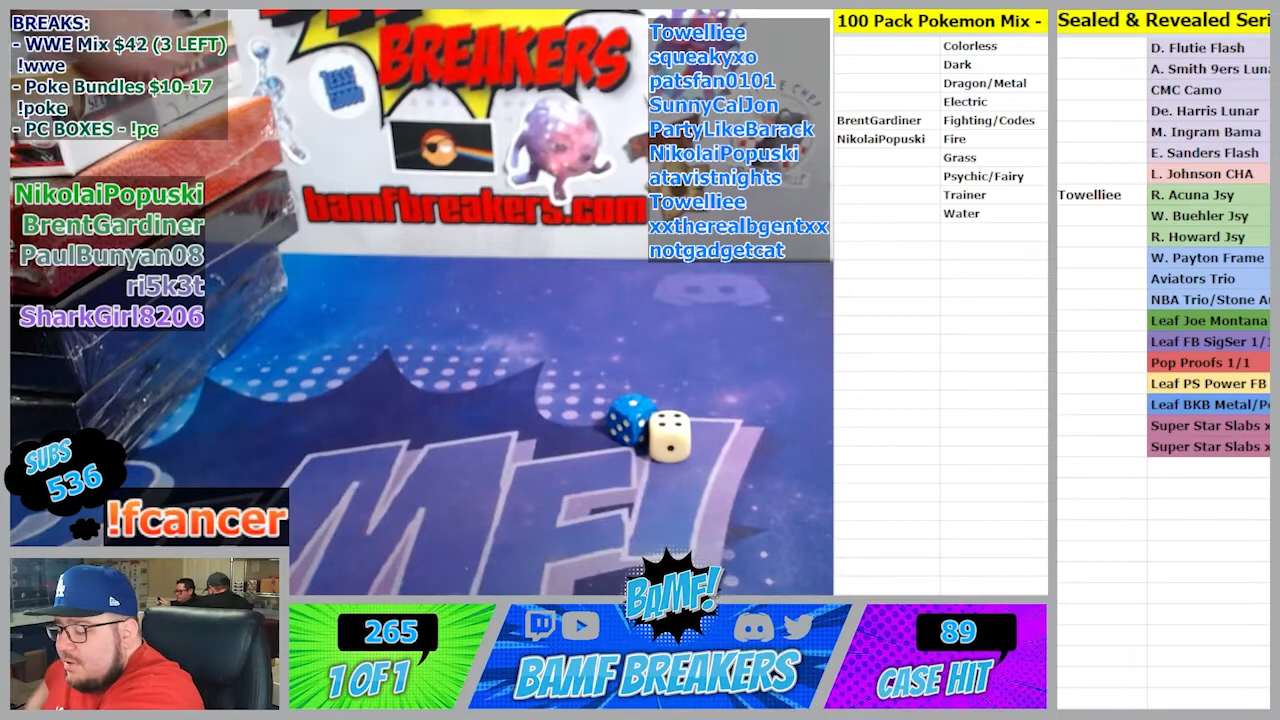 BREAKS:
- WWE Mix $42 (3 LEFT)
!wwe
- Poke Bundles $10-17
!poke
- PC BOXES - !pc
NikolaiPopuski
BrentGardiner
PaulBunyan08
ri5k3t
SharkGirl8206
BREAKERS
bamfbreakers.com
Towelliee
squeakyxo
patsfan0101
SunnyCalJon
PartyLikeBarack
NikolaiPopuski
atavistnights
Towelliee
xxtherealbgentxx
notgadgetcat
100 Pack Pokemon Mix -
Colorless
Dark
Dragon/Metal
Electric
BrentGardiner Fighting/Codes
NikolaiPopuski Fire
Grass
Psychic/Fairy
Trainer
Water
Sealed & Revealed Seri
D. Flutie Flash
A. Smith 9ers Luna
CMC Camo
De. Harris Lunar
M. Ingram Bama
E. Sanders Flash
L. Johnson CHA
Towelliee R. Acuna Jsy
W. Buehler Jsy
R. Howard Jsy
W. Payton Frame
Aviators Trio
NBA Trio/Stone A
Leaf Joe Montana
Leaf FB SigSer 1/1
Pop Proofs 1/1
Leaf PS Power FB
Leaf BKB Metal/P
Super Star Slabs x
Super Star Slabs x
SUBS
536
!fcancer
MF!
BAMF!
265
1 OF 1
BAMF BREAKERS
89
CASE HIT
LA